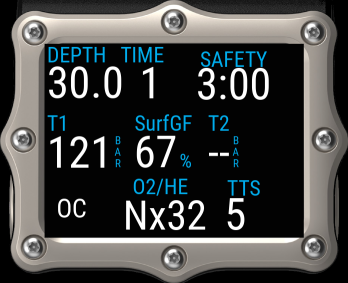 DEPTH TIME SAFETY
30.0 1 3:00
T1 SurfGF T2
121 BAR 67% -- BAR
O2/HE TTS
OC Nx32 5